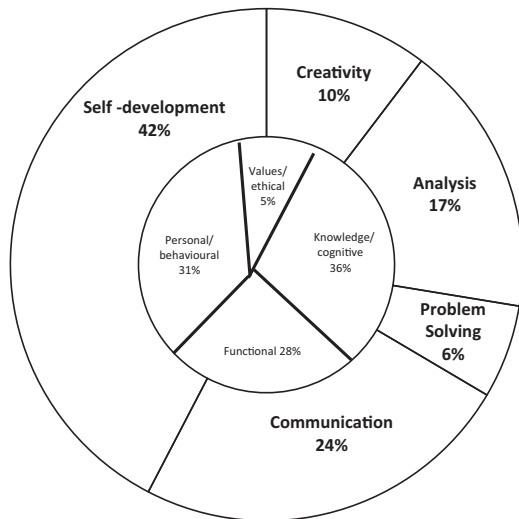 Creativity
10%
Self -development
42%
Analysis
17%
Values/
ethical
5%
Knowledge/
cognitive
36%
Personal/
behavioural
31%
Problem
Solving
6%
Functional 28%
Communication
24%